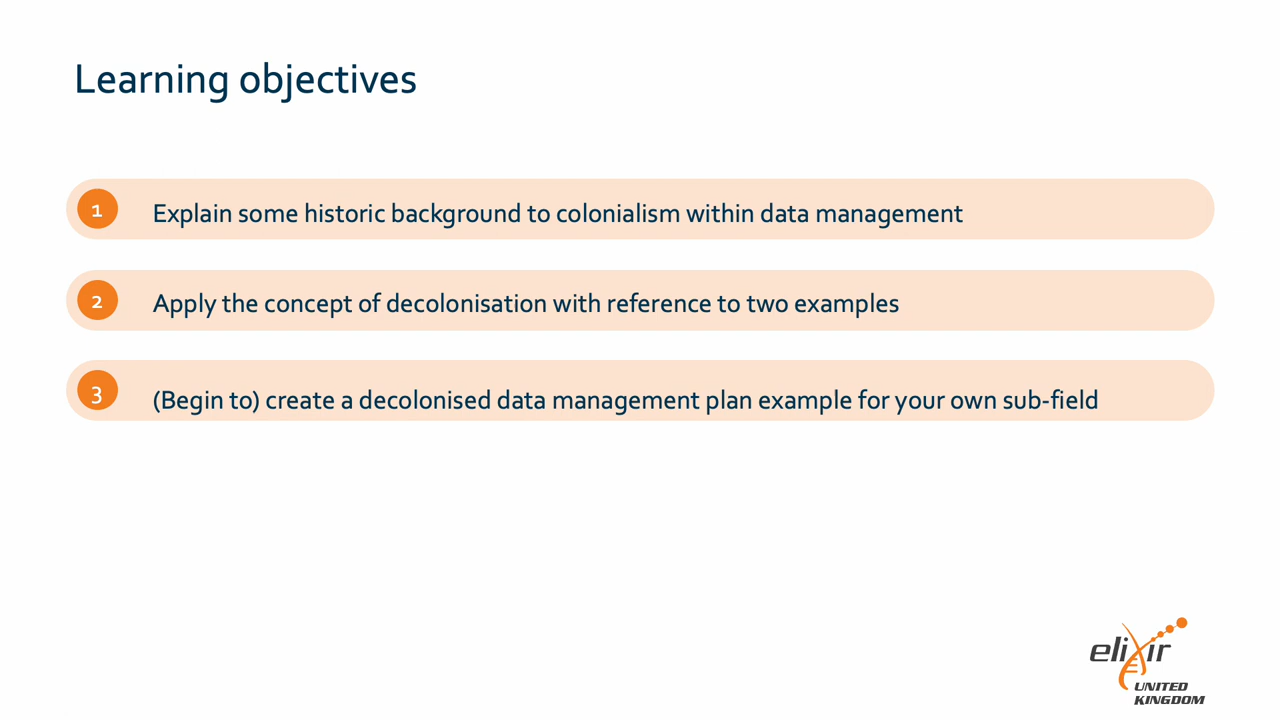 Learning objectives
1
Explain some historic background to colonialism within data management
2
Apply the concept of decolonisation with reference to two examples
3
(Begin to) create a decolonised data management plan example for your own sub-field
elixir
UNITED
KINGDOM